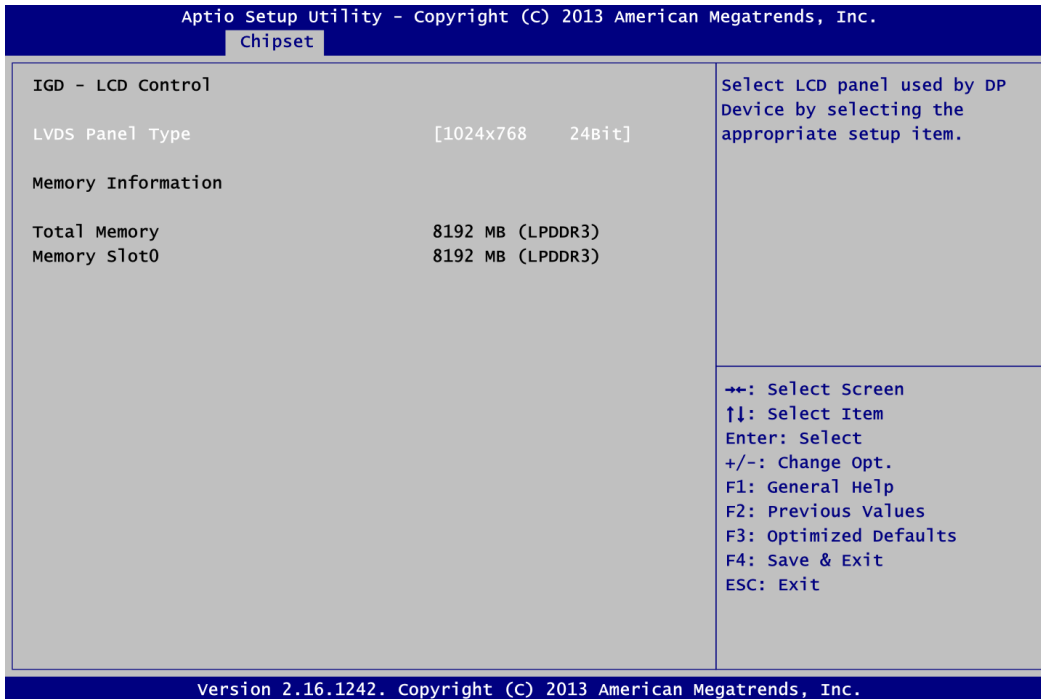 Aptio Setup Utility - Copyright (C) 2013 American Megatrends, Inc.
Chipset
IGD - LCD Control
LVDS Panel Type [1024x768 24Bit]
Memory Information
Total Memory 8192 MB (LPDDR3)
Memory Slot0 8192 MB (LPDDR3)
Select LCD panel used by DP
Device by selecting the
appropriate setup item.
→←: Select Screen
↑↓: Select Item
Enter: Select
+/-: Change Opt.
F1: General Help
F2: Previous Values
F3: Optimized Defaults
F4: Save & Exit
ESC: Exit
Version 2.16.1242. Copyright (C) 2013 American Megatrends, Inc.